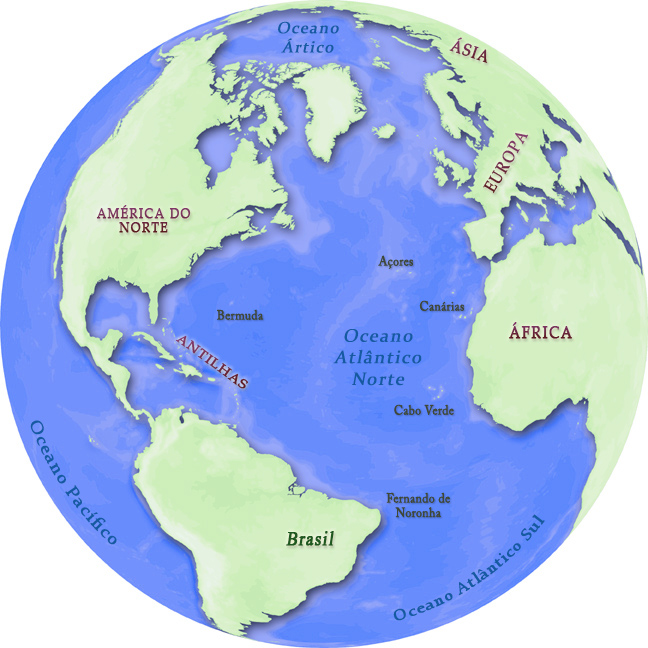 Oceano
Ártico
ÁSIA
EUROPA
AMÉRICA DO
NORTE
Açores
Canárias
Bermuda
ÁFRICA
Oceano
Atlântico
Norte
ANTILHAS
Cabo Verde
Oceano Pacífico
Fernando de
Noronha
Brasil
Oceano Atlântico Sul